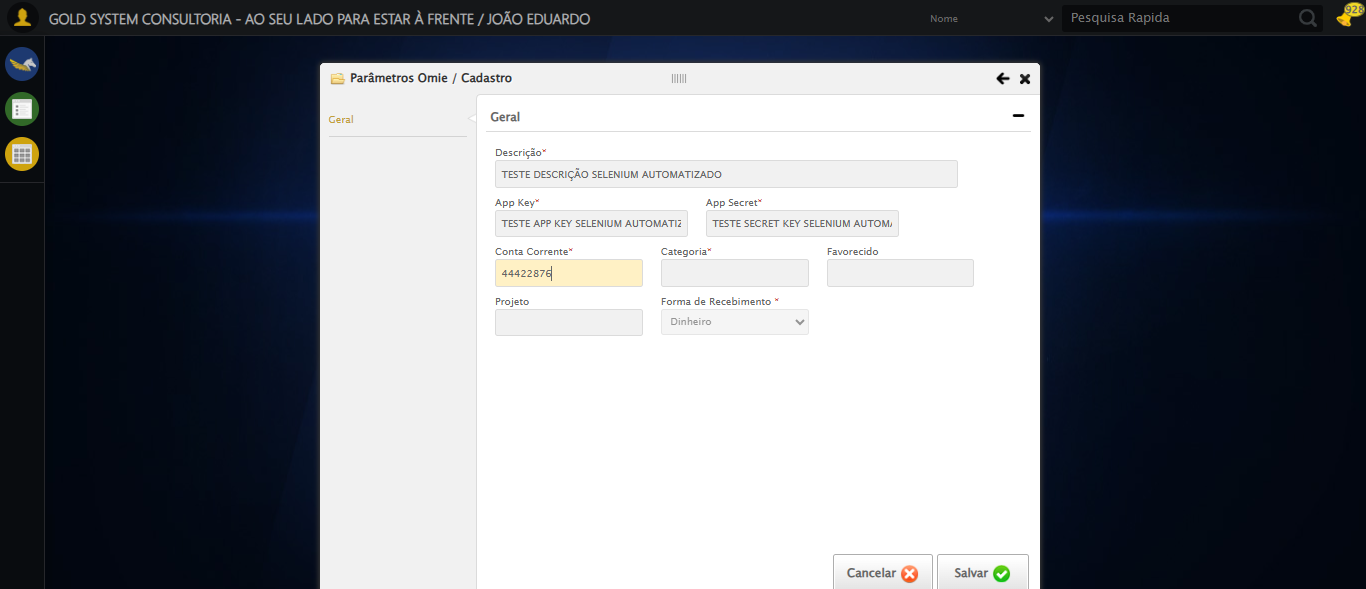 GOLD SYSTEM CONSULTORIA - AO SEU LADO PARA ESTAR À FRENTE / JOÃO EDUARDO
Nome
Pesquisa Rapida
928
Parâmetros Omie / Cadastro
Geral
Geral
Descrição*
TESTE DESCRIÇÃO SELENIUM AUTOMATIZADO
App Key* App Secret*
TESTE APP KEY SELENIUM AUTOMATIZ TESTE SECRET KEY SELENIUM AUTOMA
Conta Corrente* Categoria* Favorecido
44422876
Projeto Forma de Recebimento *
Dinheiro
Cancelar Salvar